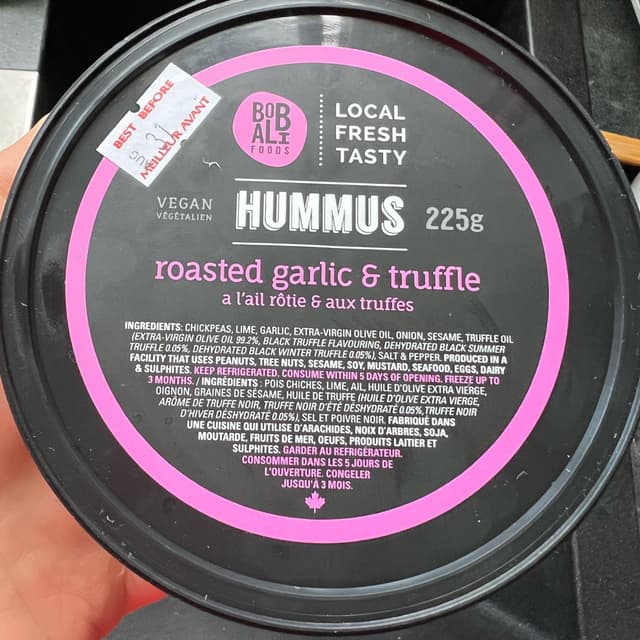 BEST BEFORE
MEILLEUR AVANT
BOB
ALI
FOODS
LOCAL
FRESH
TASTY
VEGAN
VÉGÉTALIEN
HUMMUS
225g
roasted garlic & truffle
a l'ail rôtie & aux truffes
INGREDIENTS: CHICKPEAS, LIME, GARLIC, EXTRA-VIRGIN OLIVE OIL, ONION, SESAME, TRUFFLE OIL
(EXTRA-VIRGIN OLIVE OIL 99.2%, BLACK TRUFFLE FLAVOURING, DEHYDRATED BLACK SUMMER
TRUFFLE 0.05%, DEHYDRATED BLACK WINTER TRUFFLE 0.05%), SALT & PEPPER. PRODUCED IN A
FACILITY THAT USES PEANUTS, TREE NUTS, SESAME, SOY, MUSTARD, SEAFOOD, EGGS, DAIRY
& SULPHITES. KEEP REFRIGERATED. CONSUME WITHIN 5 DAYS OF OPENING. FREEZE UP TO
3 MONTHS. / INGRÉDIENTS : POIS CHICHES, LIME, AIL, HUILE D'OLIVE EXTRA VIERGE,
OIGNON, GRAINES DE SÉSAME, HUILE DE TRUFFE (HUILE D'OLIVE EXTRA VIERGE,
ARÔME DE TRUFFE NOIR, TRUFFE NOIR D'ÉTÉ DÉSHYDRATÉ 0.05%, TRUFFE NOIR
D'HIVER DÉSHYDRATÉ 0.05%), SEL ET POIVRE NOIR. FABRIQUÉ DANS
UNE CUISINE QUI UTILISE D'ARACHIDES, NOIX D'ARBRES, SOJA,
MOUTARDE, FRUITS DE MER, OEUFS, PRODUITS LAITIER ET
SULPHITES. GARDER AU REFRIGÉRATEUR.
CONSOMMER DANS LES 5 JOURS DE
L'OUVERTURE. CONGELER
JUSQU'À 3 MOIS.